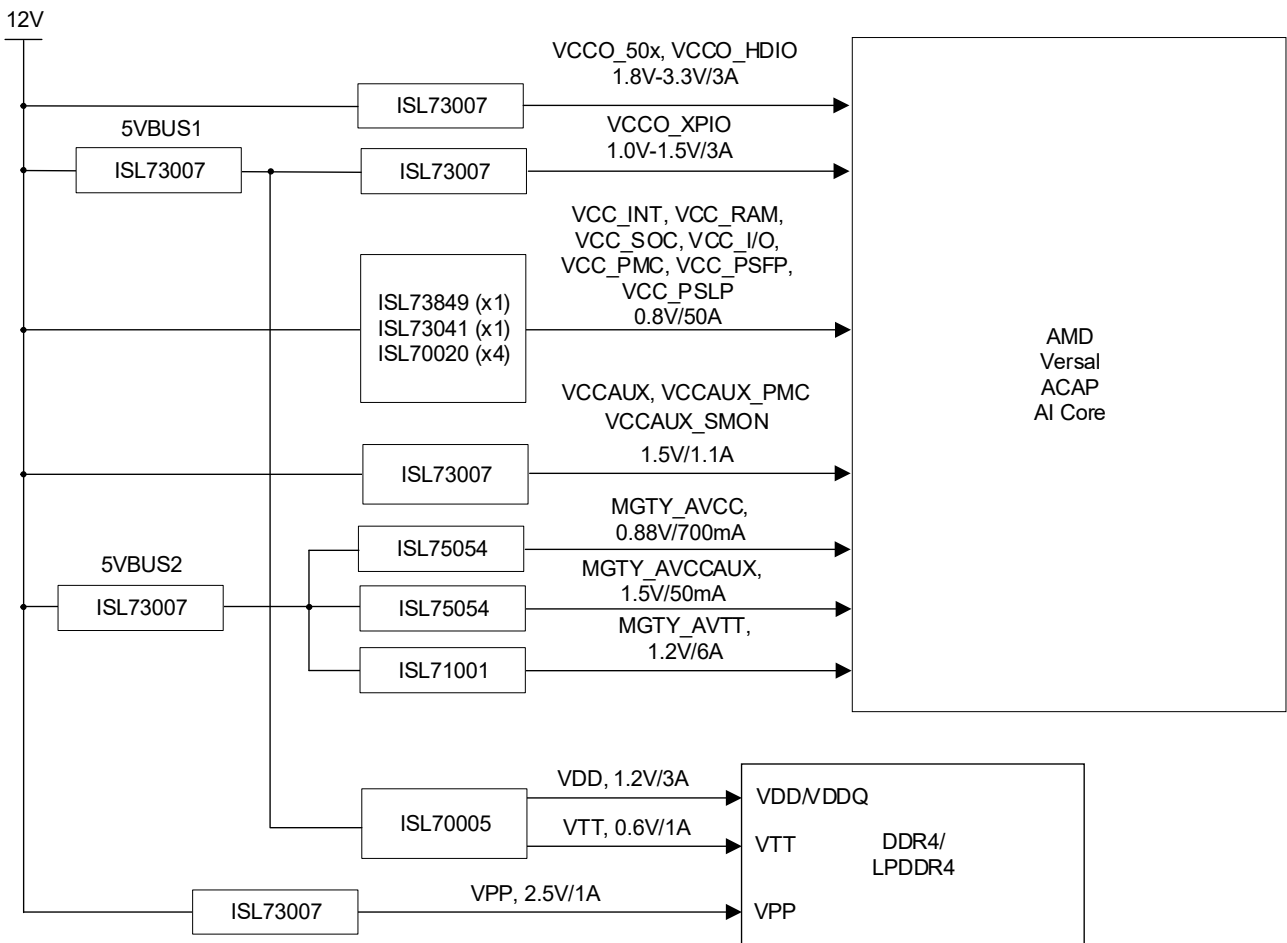 12V
VCCO_50x, VCCO_HDIO
1.8V-3.3V/3A
ISL73007
5VBUS1
VCCO_XPIO
1.0V-1.5V/3A
ISL73007
ISL73007
VCC_INT, VCC_RAM,
VCC_SOC, VCC_I/O,
VCC_PMC, VCC_PSFP,
VCC_PSLP
0.8V/50A
ISL73849 (x1)
ISL73041 (x1)
ISL70020 (x4)
AMD
Versal
ACAP
AI Core
VCCAUX, VCCAUX_PMC
VCCAUX_SMON
1.5V/1.1A
ISL73007
MGTY_AVCC,
0.88V/700mA
ISL75054
5VBUS2
ISL73007
MGTY_AVCCAUX,
1.5V/50mA
ISL75054
MGTY_AVTT,
1.2V/6A
ISL71001
VDD, 1.2V/3A
VDD/VDDQ
ISL70005
VTT, 0.6V/1A
VTT
DDR4/
LPDDR4
VPP, 2.5V/1A
ISL73007
VPP